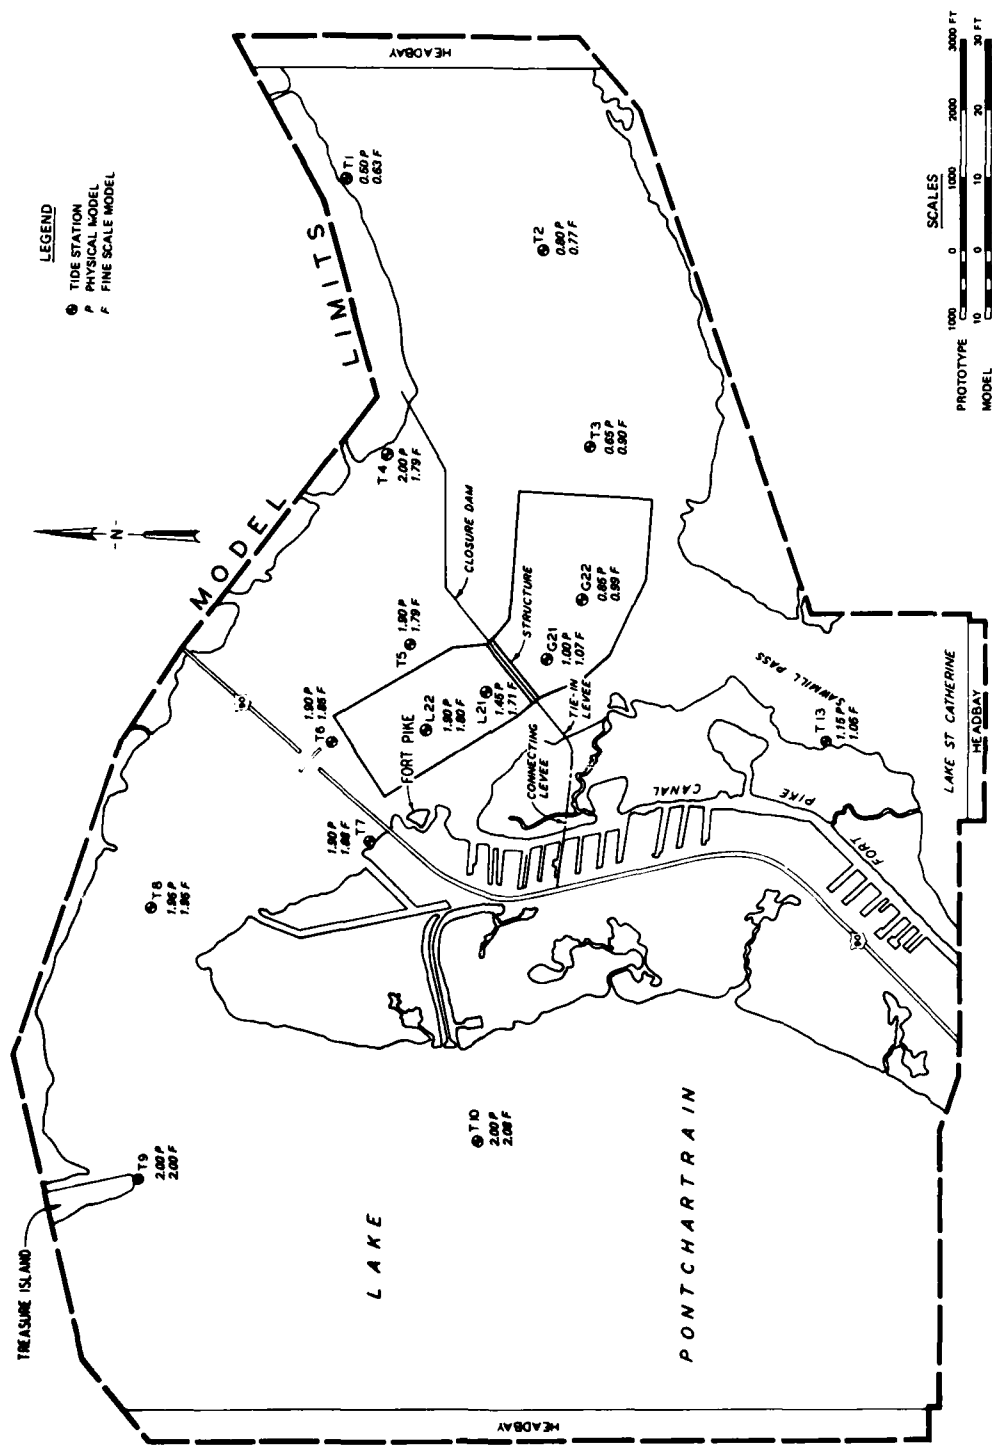 LEGEND
TIDE STATION
P PHYSICAL MODEL
F FINE SCALE MODEL
MODEL LIMITS
-N-
TREASURE ISLAND
HEADBAY
HEADBAY
LAKE
PONTCHARTRAIN
T9
2.00 P
2.00 F
T10
2.00 P
2.08 F
T8
1.95 P
1.95 F
T7
1.90 P
1.88 F
T6
1.90 P
1.86 F
T5
1.90 P
1.79 F
T4
2.00 P
1.79 F
T1
0.60 P
0.63 F
T2
0.80 P
0.77 F
T3
0.65 P
0.90 F
L22
1.90 P
1.80 F
L21
1.45 P
1.71 F
G21
1.00 P
1.07 F
G22
0.85 P
0.99 F
T13
1.15 P
1.05 F
90
90
FORT PIKE
CLOSURE DAM
STRUCTURE
TIE-IN
LEVEE
CONNECTING
LEVEE
FORT PIKE CANAL
SAWMILL PASS
LAKE ST CATHERINE
HEADBAY
SCALES
PROTOTYPE 1000 0 1000 2000 3000 FT
MODEL 10 0 10 20 30 FT